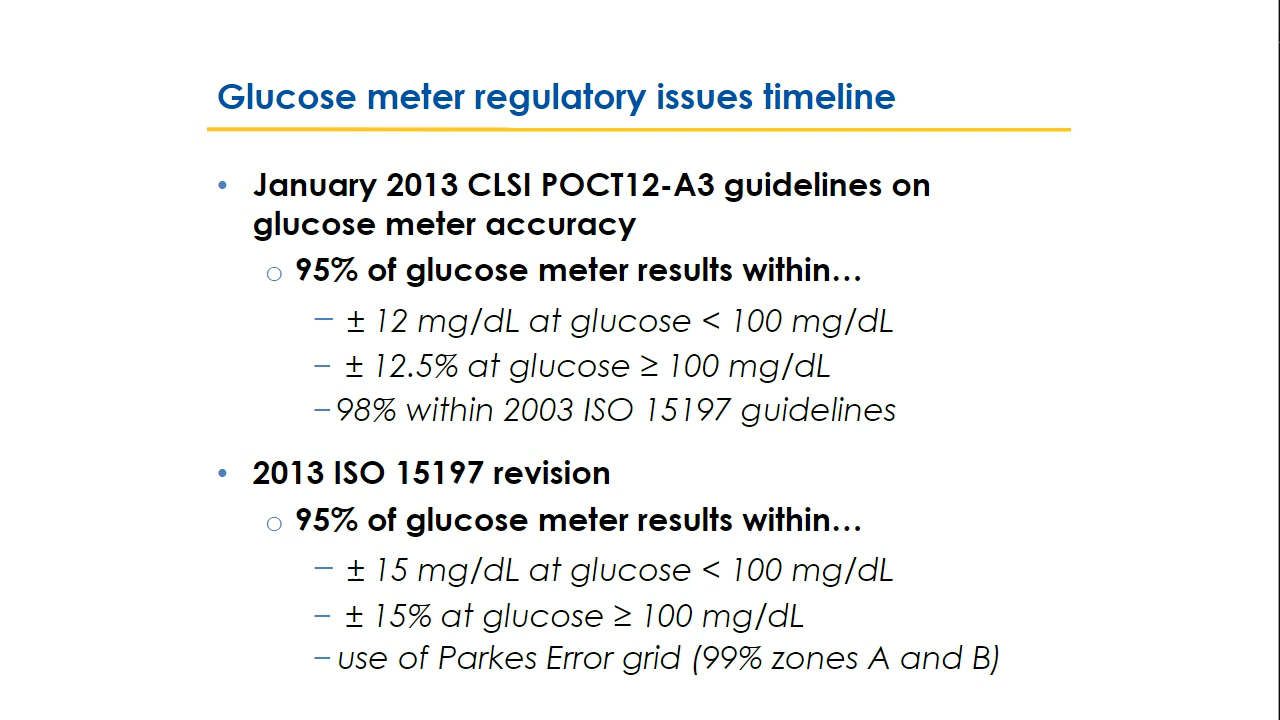 Glucose meter regulatory issues timeline
• January 2013 CLSI POCT12-A3 guidelines on
glucose meter accuracy
○ 95% of glucose meter results within…
– ± 12 mg/dL at glucose < 100 mg/dL
– ± 12.5% at glucose ≥ 100 mg/dL
– 98% within 2003 ISO 15197 guidelines
• 2013 ISO 15197 revision
○ 95% of glucose meter results within…
– ± 15 mg/dL at glucose < 100 mg/dL
– ± 15% at glucose ≥ 100 mg/dL
– use of Parkes Error grid (99% zones A and B)